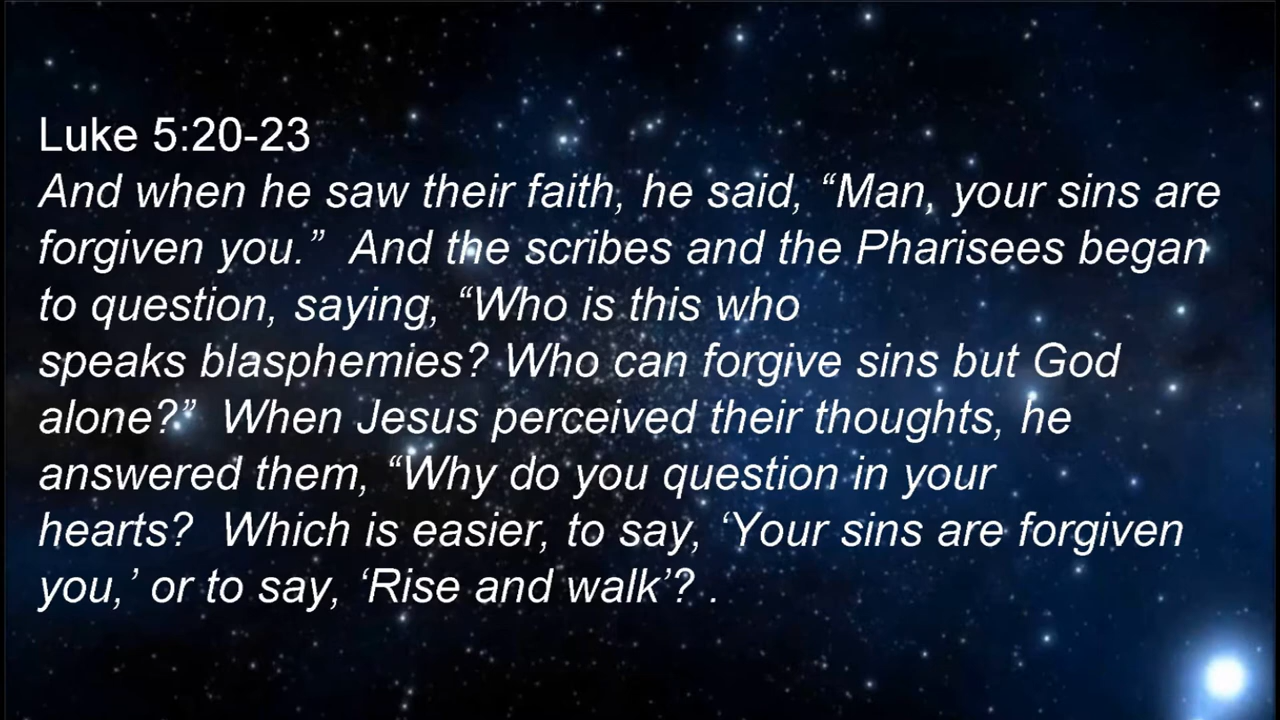 Luke 5:20-23
And when he saw their faith, he said, “Man, your sins are
forgiven you.”  And the scribes and the Pharisees began
to question, saying, “Who is this who
speaks blasphemies? Who can forgive sins but God
alone?”  When Jesus perceived their thoughts, he
answered them, “Why do you question in your
hearts?  Which is easier, to say, ‘Your sins are forgiven
you,’ or to say, ‘Rise and walk’? .